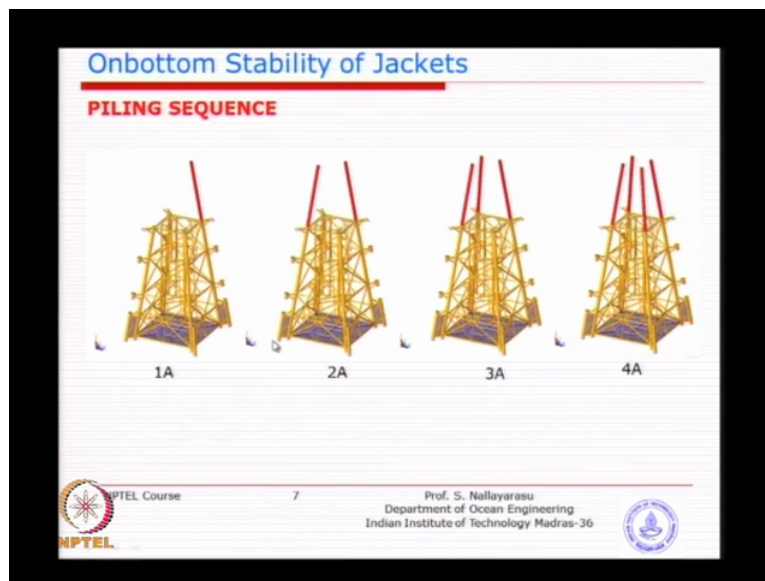 Onbottom Stability of Jackets
PILING SEQUENCE
1A 2A 3A 4A
NPTEL Course 7 Prof. S. Nallayarasu
Department of Ocean Engineering
Indian Institute of Technology Madras-36
NPTEL